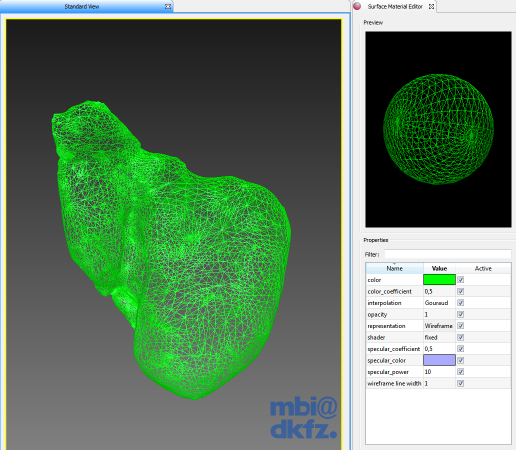 Standard View
Surface Material Editor
Preview
mbi@
dkfz.
Properties
Filter:
Name Value Active
color
color_coefficient 0,5
interpolation Gouraud
opacity 1
representation Wireframe
shader fixed
specular_coefficient 0,5
specular_color
specular_power 10
wireframe line width 1